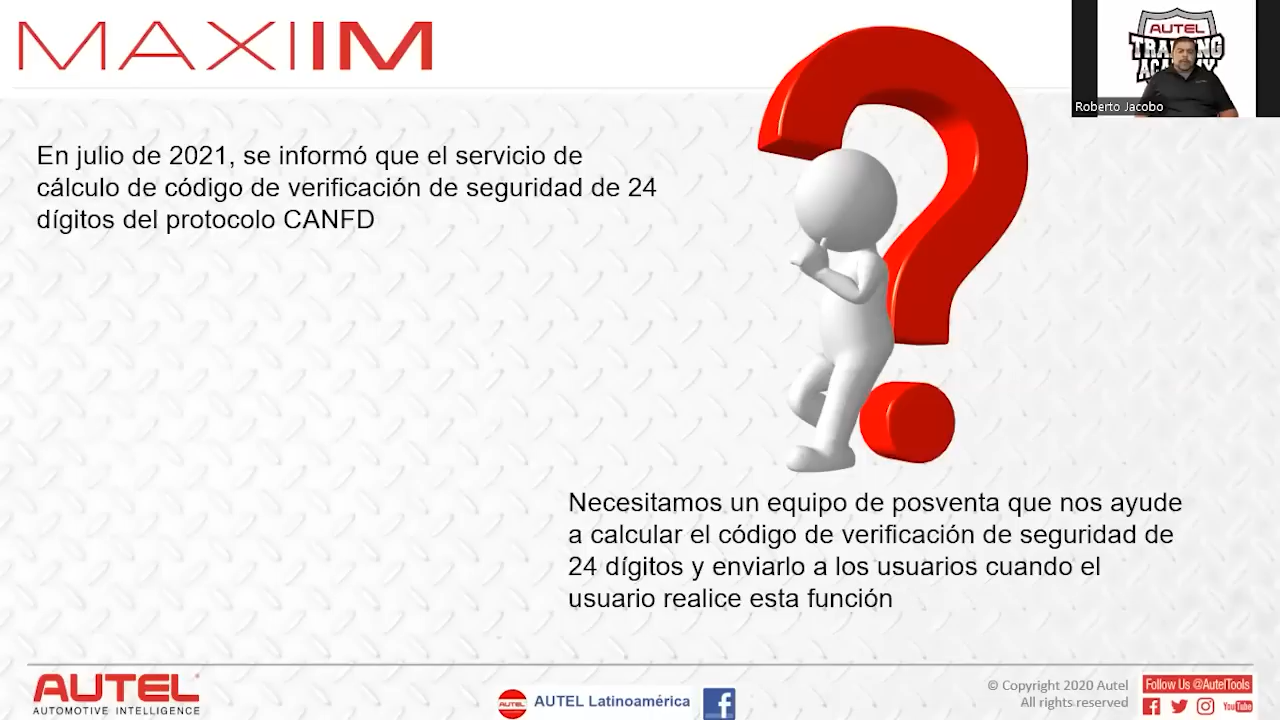 MAXIIM
AUTEL
TRAINING
ACADEMY
Roberto Jacobo
En julio de 2021, se informó que el servicio de
cálculo de código de verificación de seguridad de 24
dígitos del protocolo CANFD
Necesitamos un equipo de posventa que nos ayude
a calcular el código de verificación de seguridad de
24 dígitos y enviarlo a los usuarios cuando el
usuario realice esta función
AUTEL
AUTOMOTIVE INTELLIGENCE
AUTEL
AUTEL Latinoamérica
© Copyright 2020 Autel
All rights reserved
Follow Us @AutelTools
YouTube